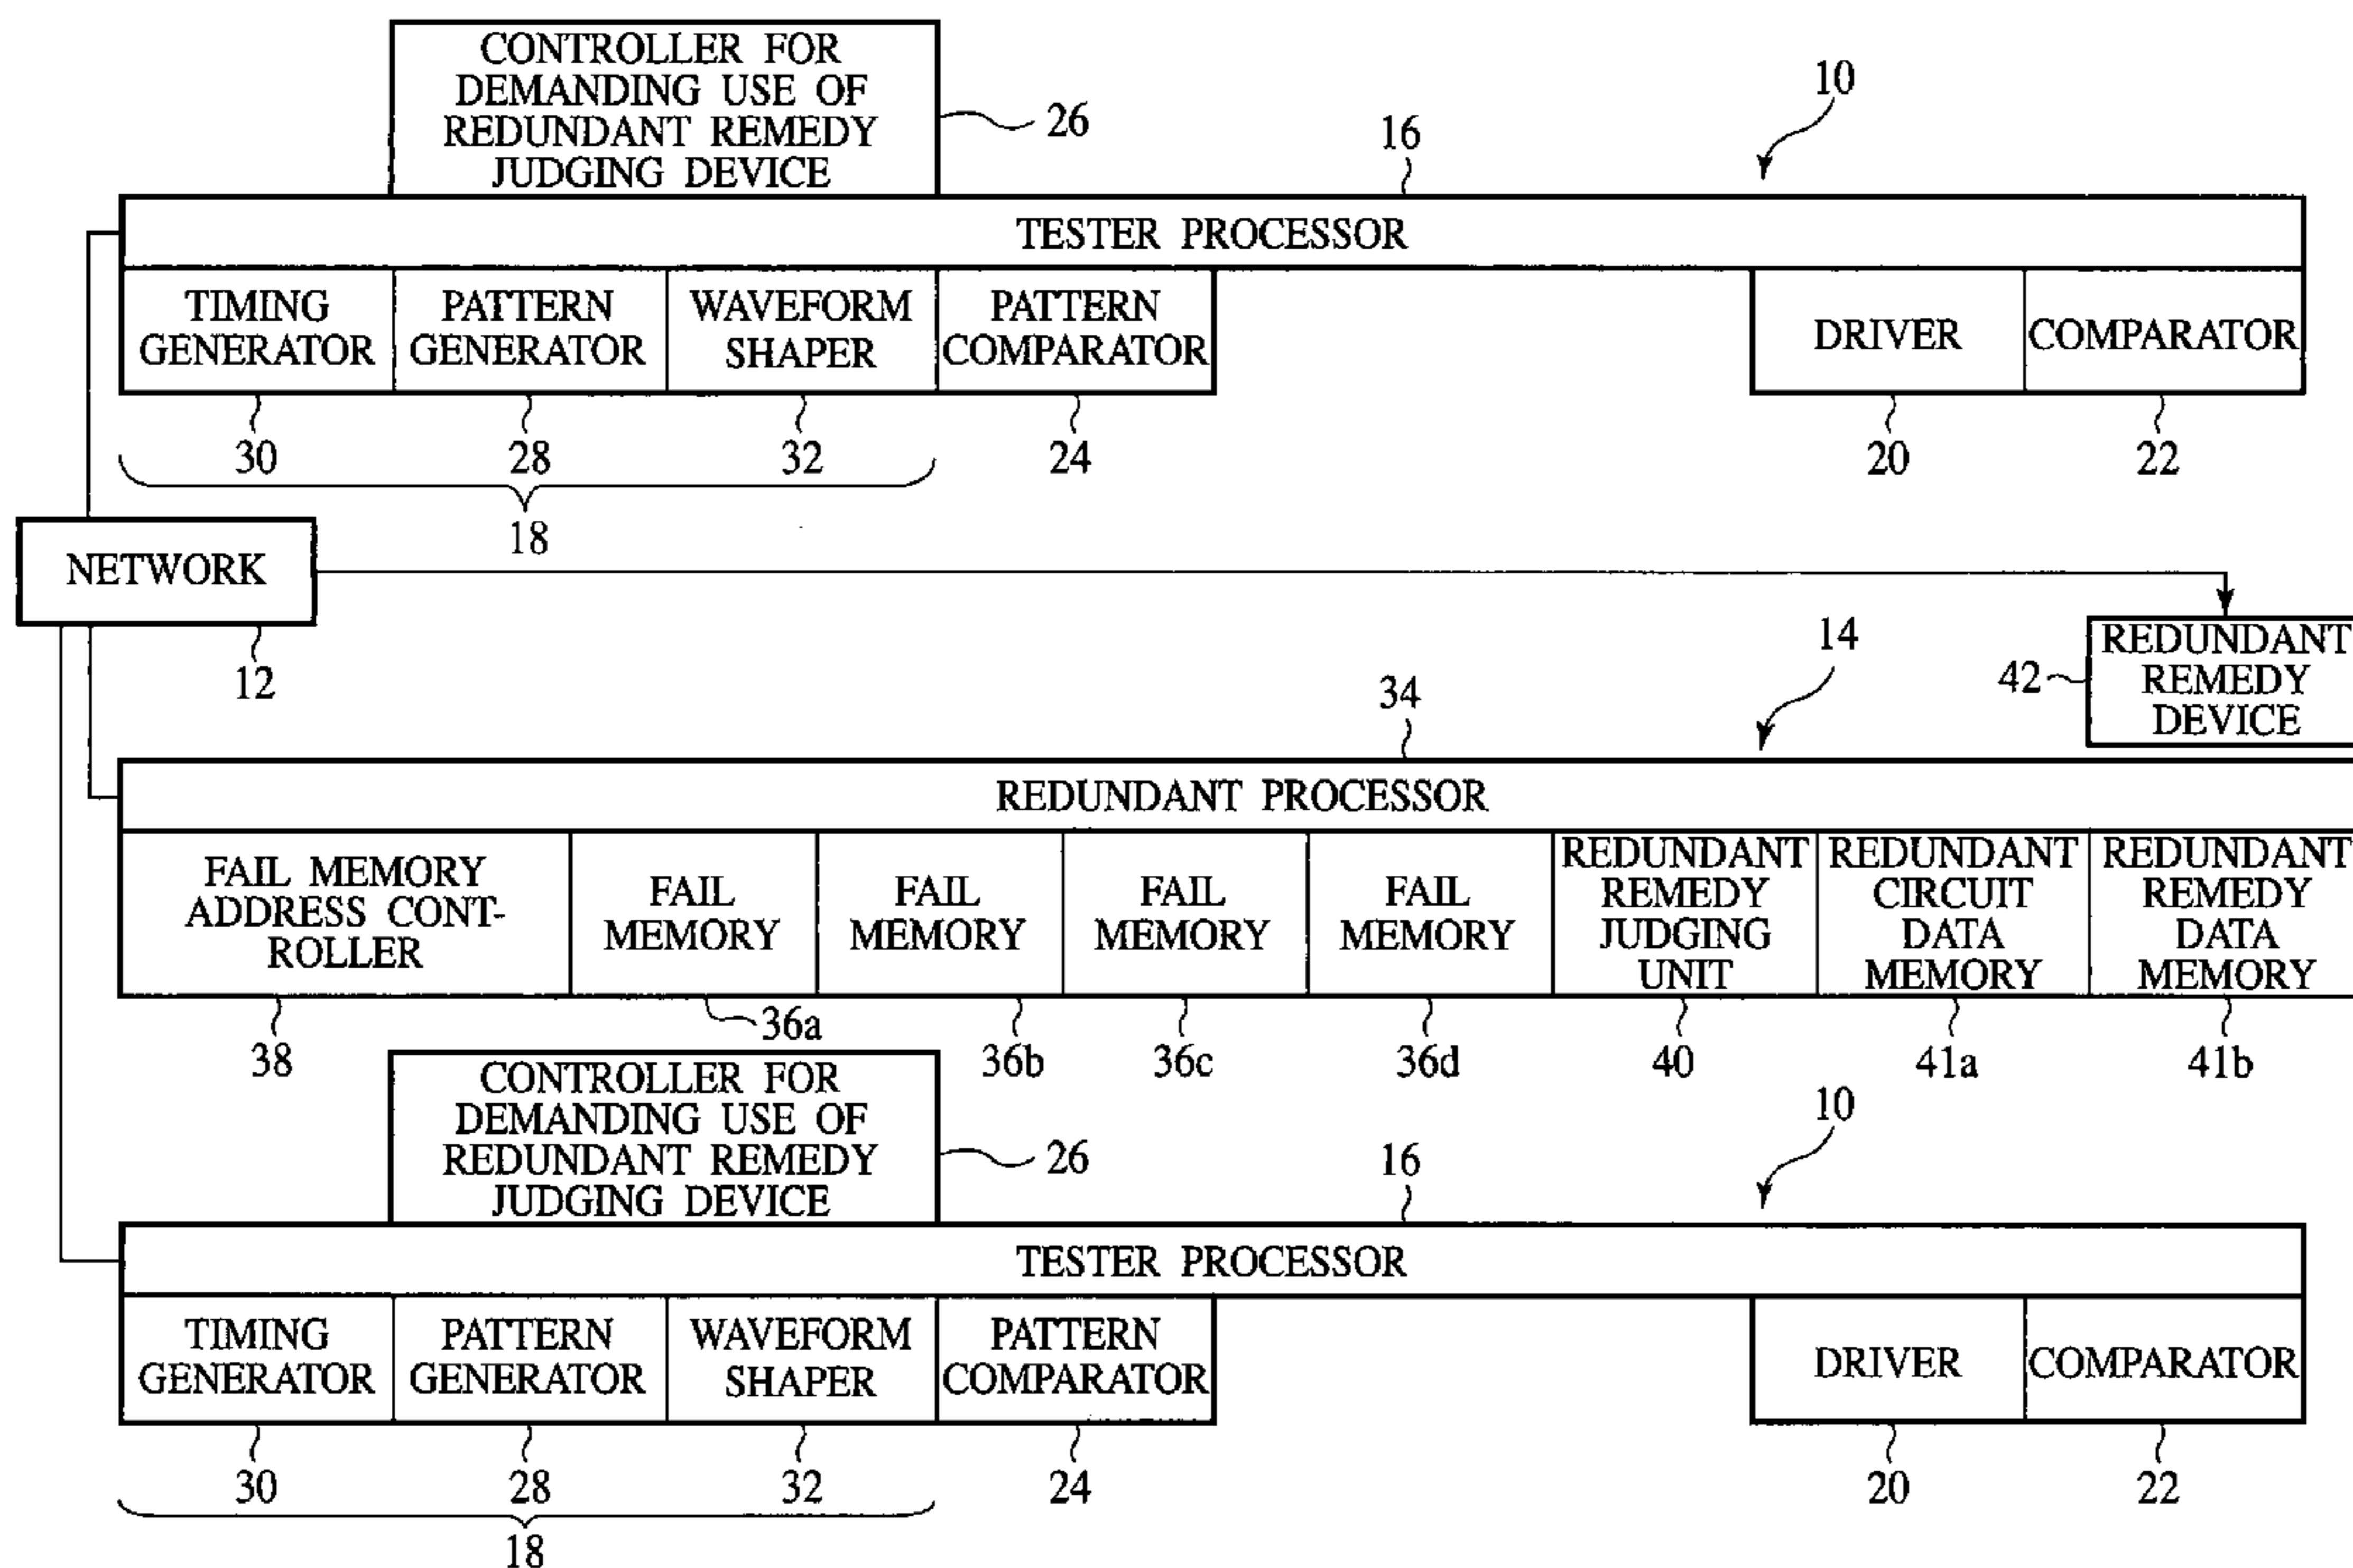 CONTROLLER FOR
DEMANDING USE OF
REDUNDANT REMEDY
JUDGING DEVICE
26
16
10
TESTER PROCESSOR
TIMING
GENERATOR
PATTERN
GENERATOR
WAVEFORM
SHAPER
PATTERN
COMPARATOR
DRIVER
COMPARATOR
30
28
32
24
20
22
18
NETWORK
12
14
34
42
REDUNDANT
REMEDY
DEVICE
REDUNDANT PROCESSOR
FAIL MEMORY
ADDRESS CONT-
ROLLER
FAIL
MEMORY
FAIL
MEMORY
FAIL
MEMORY
FAIL
MEMORY
REDUNDANT
REMEDY
JUDGING
UNIT
REDUNDANT
CIRCUIT
DATA
MEMORY
REDUNDANT
REMEDY
DATA
MEMORY
38
36a
36b
36c
36d
40
41a
41b
CONTROLLER FOR
DEMANDING USE OF
REDUNDANT REMEDY
JUDGING DEVICE
26
16
10
TESTER PROCESSOR
TIMING
GENERATOR
PATTERN
GENERATOR
WAVEFORM
SHAPER
PATTERN
COMPARATOR
DRIVER
COMPARATOR
30
28
32
24
20
22
18